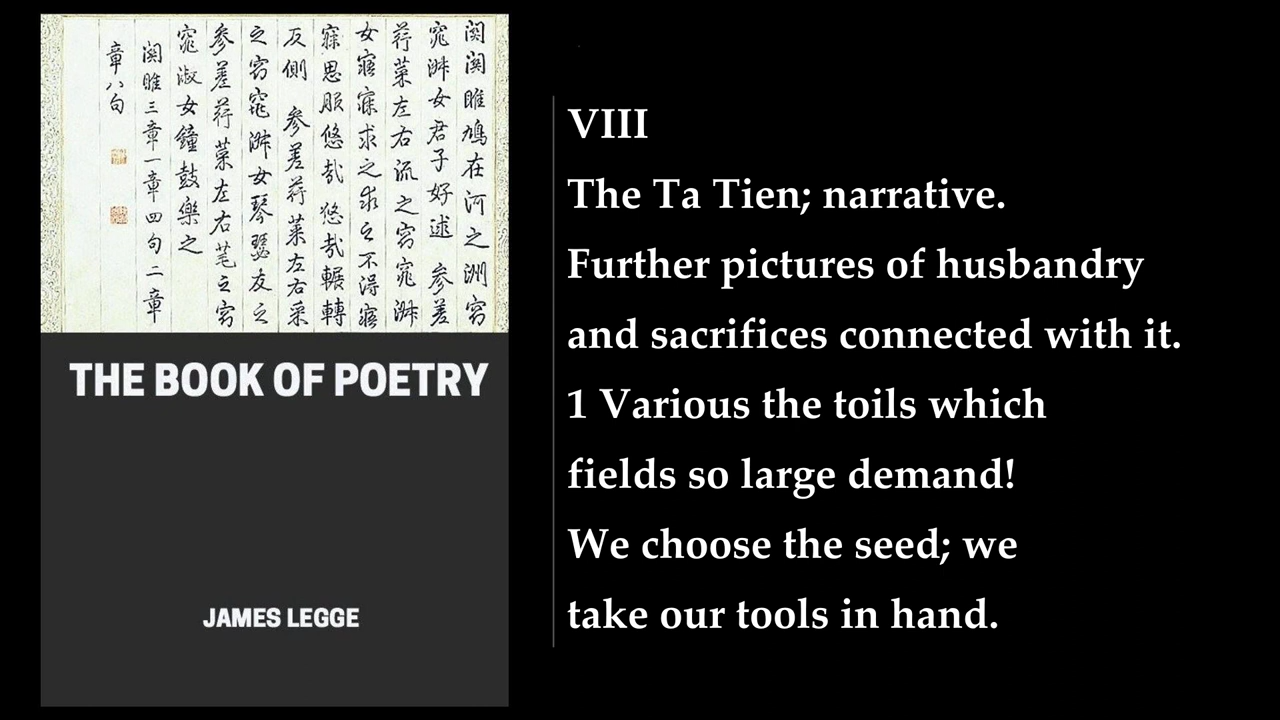 關關雎鳩在河之洲窈
窕淑女君子好逑 參差
荇菜左右流之窈窕淑
女寤寐求之求之不得寤
寐思服悠哉悠哉輾轉
反側 參差荇菜左右采
之窈窕淑女琴瑟友之
參差荇菜左右芼之窈
窕淑女鐘鼓樂之
關雎三章一章四句二章
章八句
THE BOOK OF POETRY
JAMES LEGGE
VIII
The Ta Tien; narrative.
Further pictures of husbandry
and sacrifices connected with it.
1 Various the toils which
fields so large demand!
We choose the seed; we
take our tools in hand.